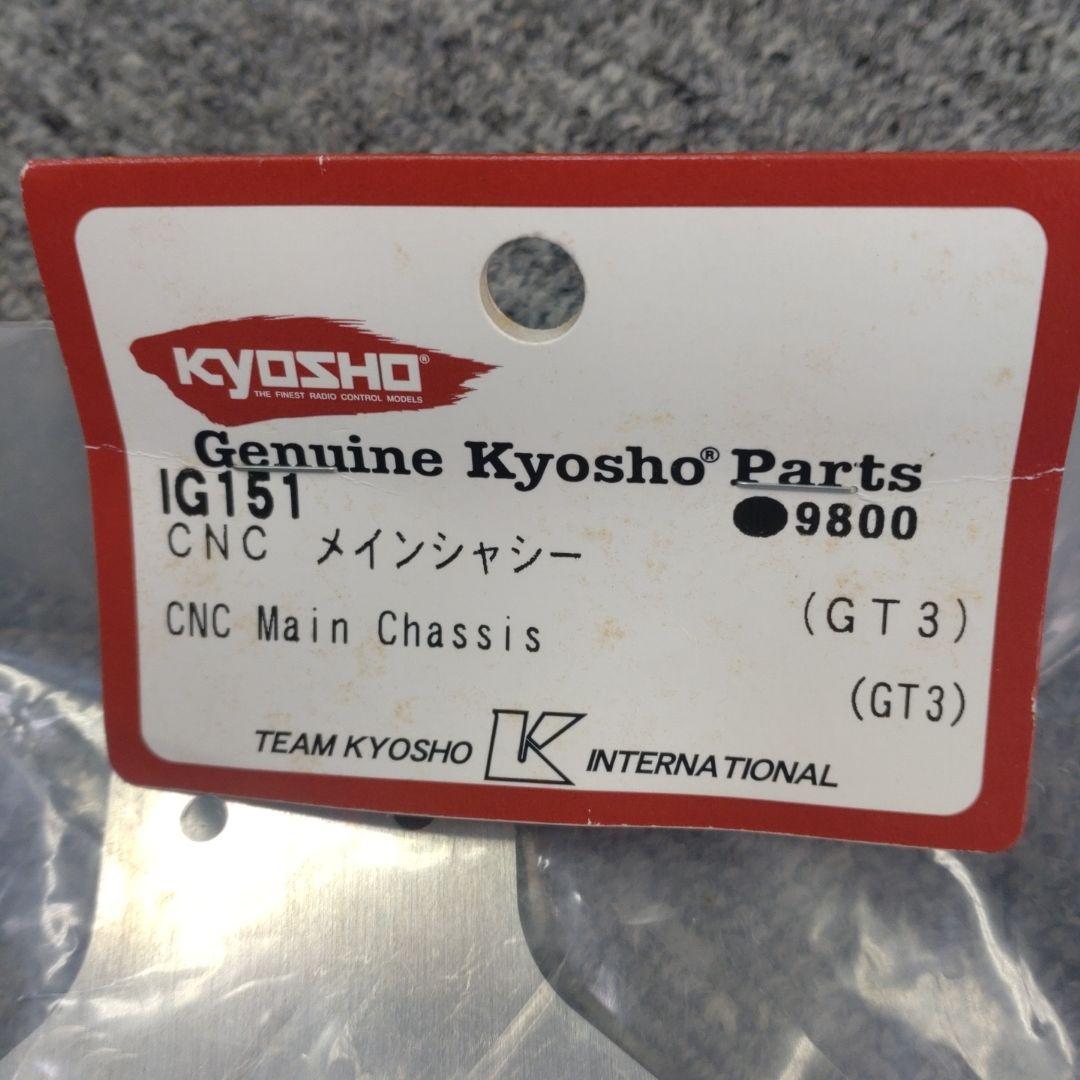 KYOSHO®
THE FINEST RADIO CONTROL MODELS
Genuine Kyosho® Parts
IG151 ●9800
CNC メインシャシー
(GT3)
CNC Main Chassis
(GT3)
TEAM KYOSHO K INTERNATIONAL